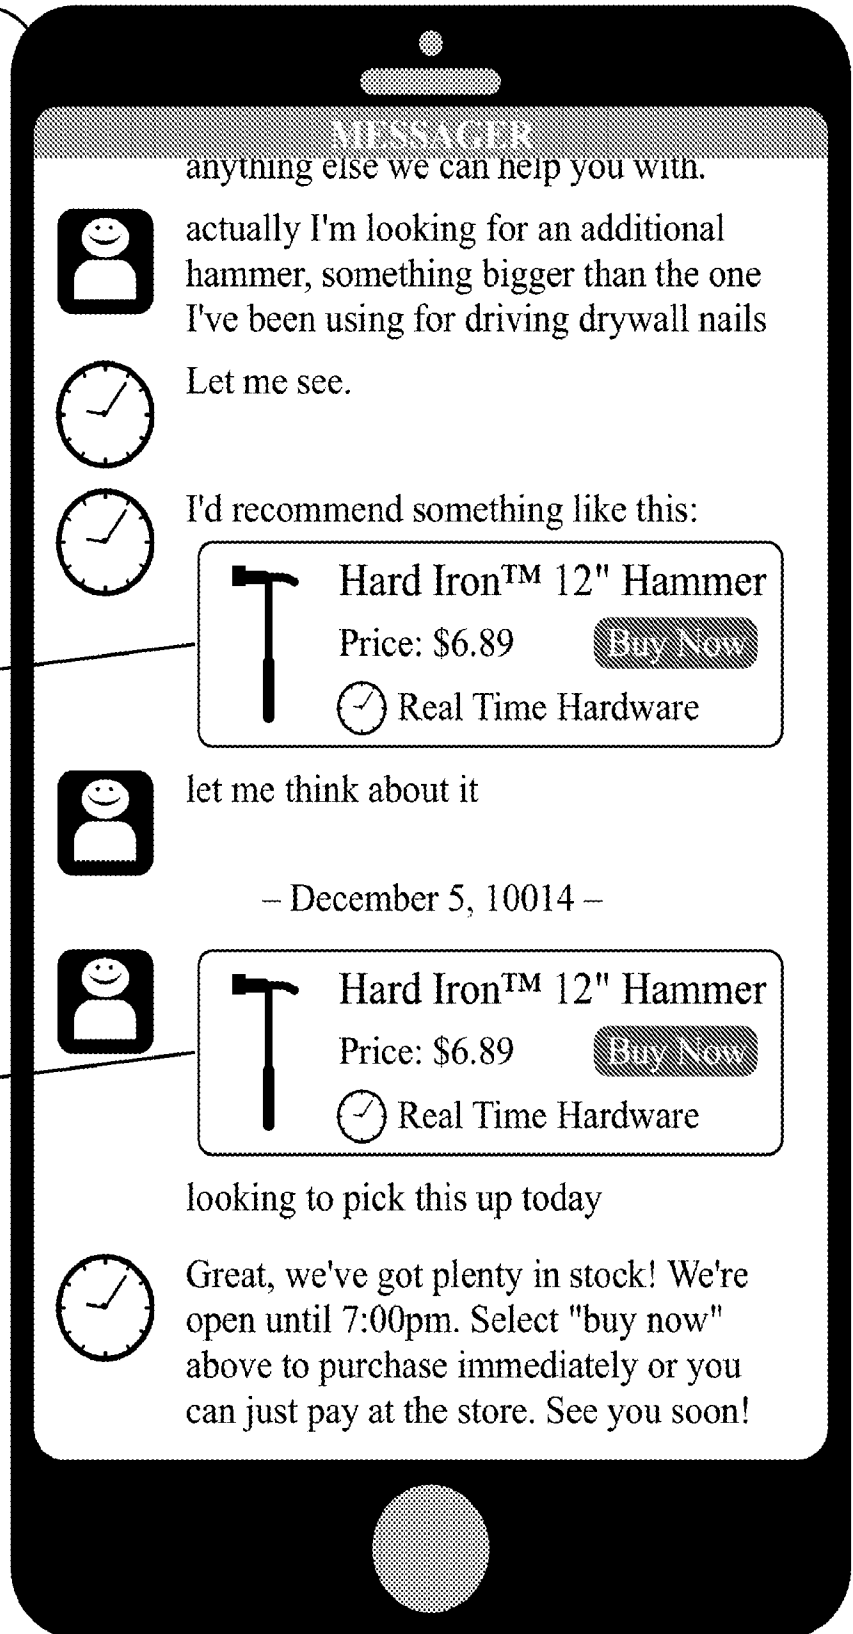 MESSAGER
anything else we can help you with.
actually I'm looking for an additional
hammer, something bigger than the one
I've been using for driving drywall nails
Let me see.
I'd recommend something like this:
Hard Iron™ 12" Hammer
Price: $6.89 Buy Now
Real Time Hardware
let me think about it
– December 5, 10014 –
Hard Iron™ 12" Hammer
Price: $6.89 Buy Now
Real Time Hardware
looking to pick this up today
Great, we've got plenty in stock! We're
open until 7:00pm. Select "buy now"
above to purchase immediately or you
can just pay at the store. See you soon!